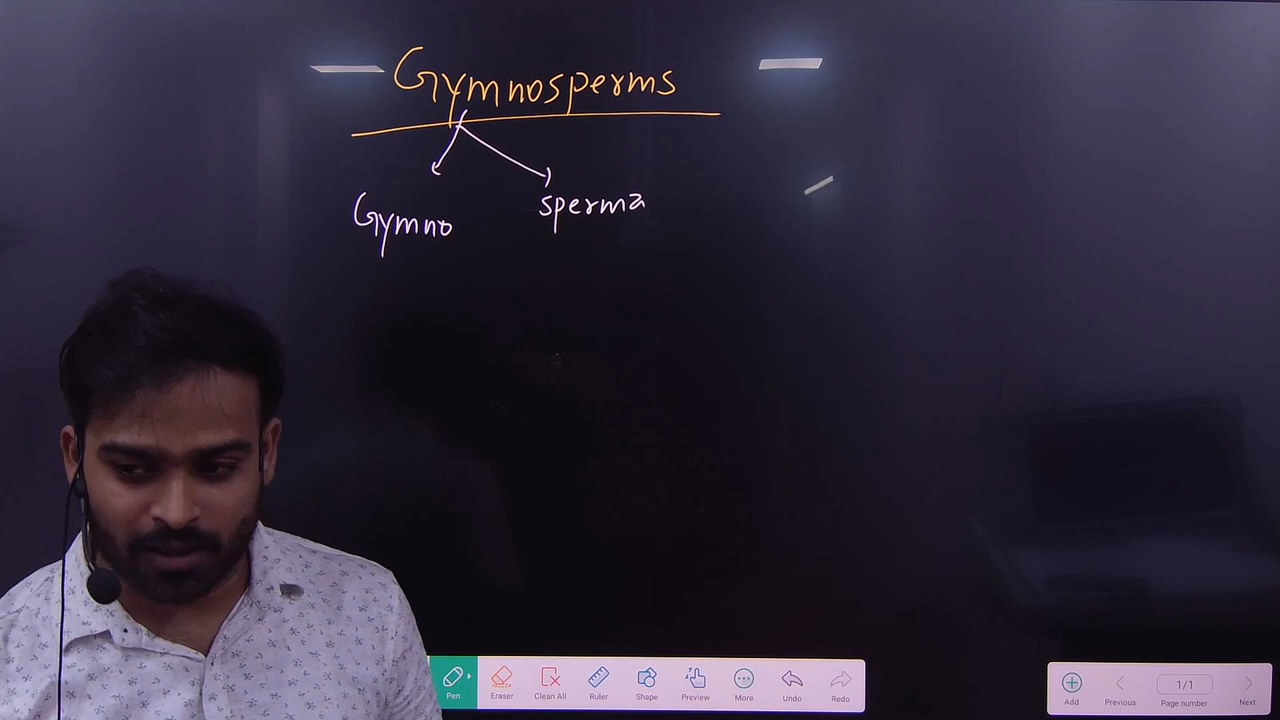 Gymnosperms
Gymno sperma
Pen Eraser Clean All Ruler Shape Preview More Undo Redo
Add Previous 1/1 Page number Next